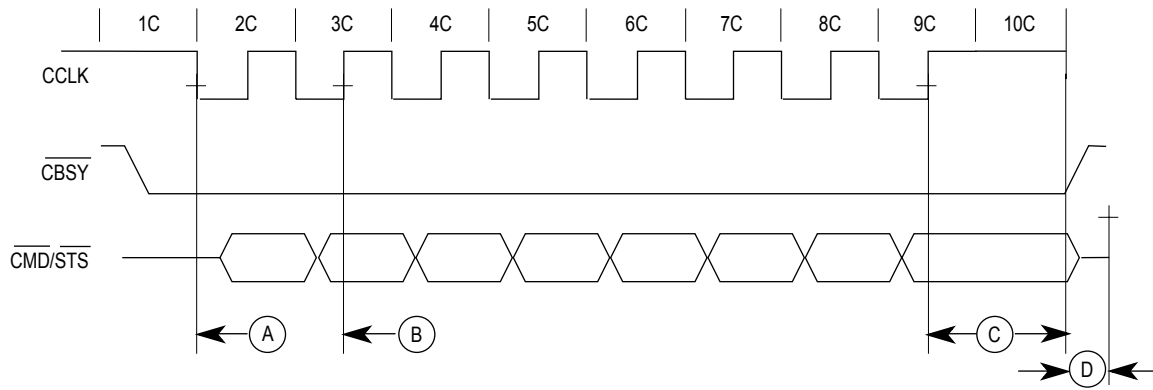 1C 2C 3C 4C 5C 6C 7C 8C 9C 10C
CCLK
CBSY
CMD/STS
A B C
D